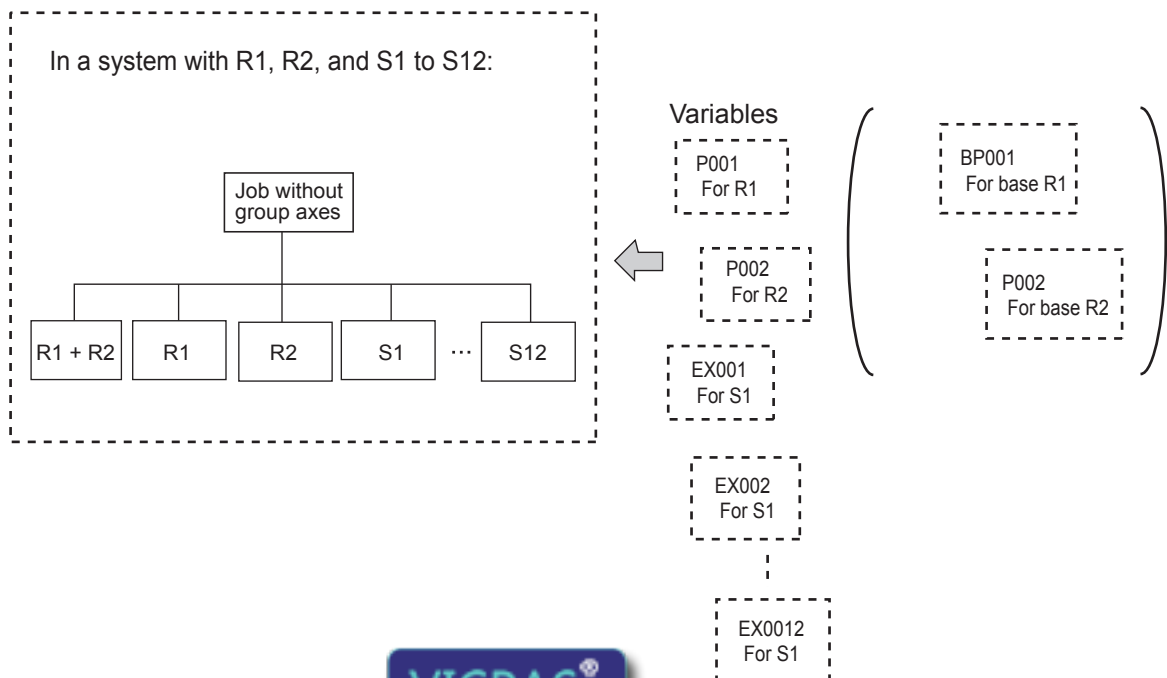 In a system with R1, R2, and S1 to S12:
Job without
group axes
R1 + R2
R1
R2
S1
...
S12
Variables
P001
For R1
P002
For R2
EX001
For S1
EX002
For S1
EX0012
For S1
BP001
For base R1
P002
For base R2